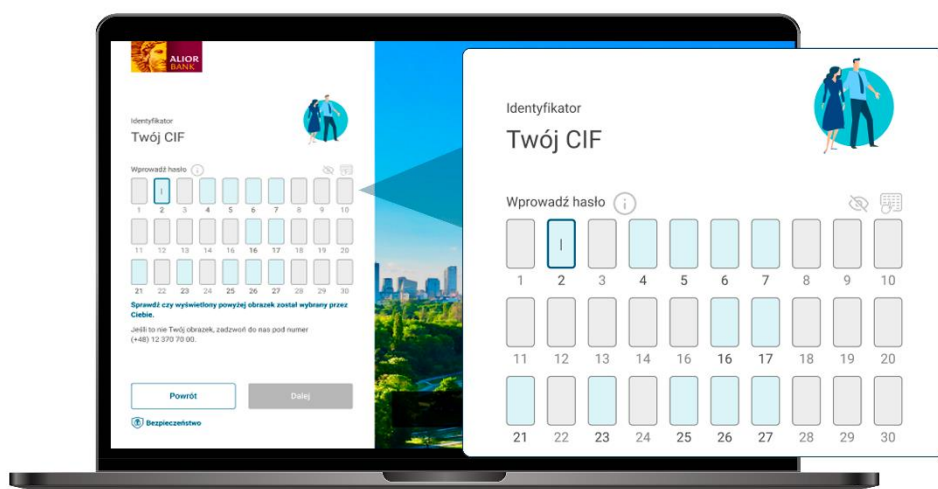 ALIOR
BANK
Identyfikator
Twój CIF
Wprowadź hasło i
1 2 3 4 5 6 7 8 9 10
11 12 13 14 16 16 17 18 19 20
21 22 23 24 25 26 27 28 29 30
Sprawdź czy wyświetlony powyżej obrazek został wybrany przez
Ciebie.
Jeśli to nie Twój obrazek, zadzwoń do nas pod numer
(+48) 12 370 70 00.
Powrót Dalej
Bezpieczeństwo
Identyfikator
Twój CIF
Wprowadź hasło i
1 2 3 4 5 6 7 8 9 10
11 12 13 14 16 16 17 18 19 20
21 22 23 24 25 26 27 28 29 30